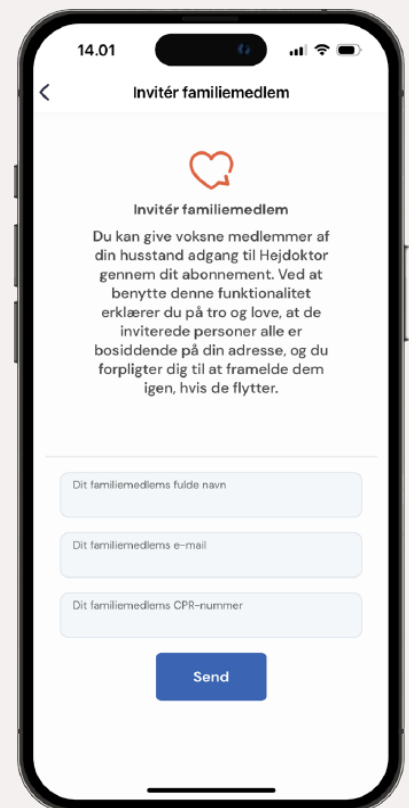 14.01
Invitér familiemedlem
Invitér familiemedlem
Du kan give voksne medlemmer af
din husstand adgang til Hejdoktor
gennem dit abonnement. Ved at
benytte denne funktionalitet
erklærer du på tro og love, at de
inviterede personer alle er
bosiddende på din adresse, og du
forpligter dig til at framelde dem
igen, hvis de flytter.
Dit familiemedlems fulde navn
Dit familiemedlems e-mail
Dit familiemedlems CPR-nummer
Send